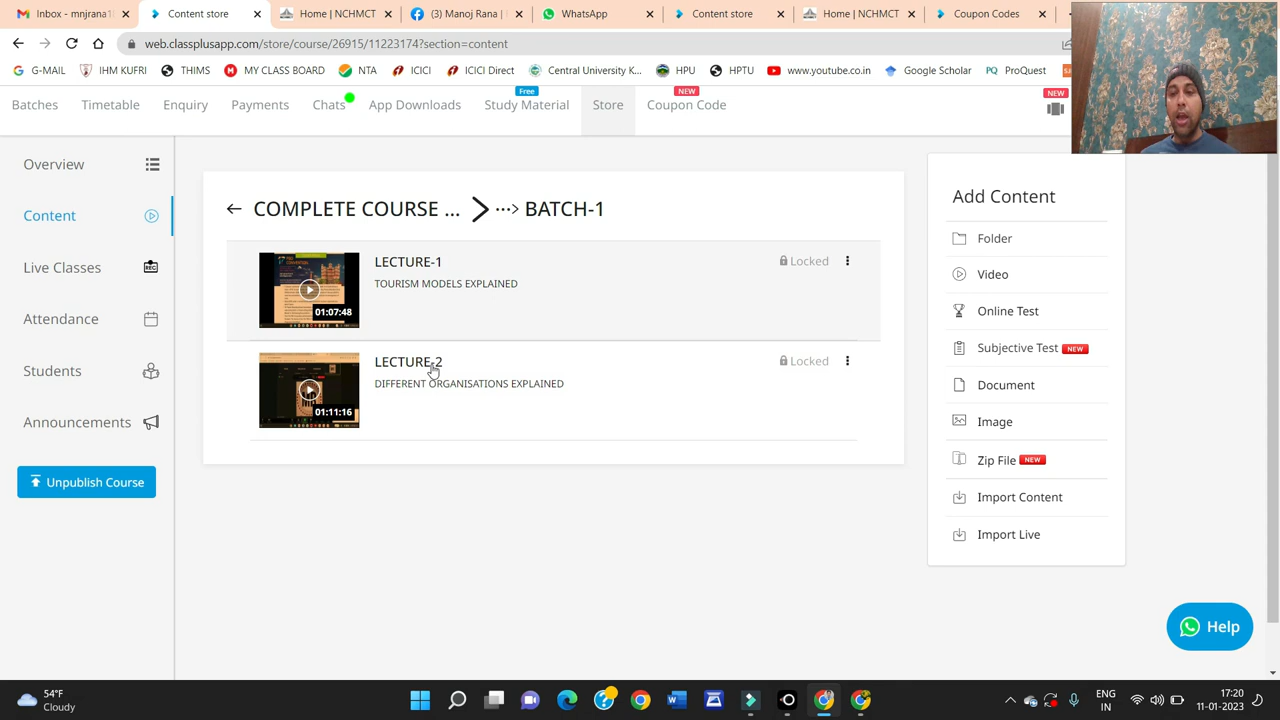 Inbox - mnjrana1
Content store
Home | NCHMCT
(3) Manoj Rana |
WhatsApp
Content store
Home | NCHMCT
Coupon Codes
web.classplusapp.com/store/course/26915/1223174?section=content
G-MAIL
IHM KUFRI
THIMS
MY CLASS BOARD
ICICI
ICICI Direct
Central University
HPU
HPTU
www.youtube.co.in
Google Scholar
ProQuest
Batches
Timetable
Enquiry
Payments
Chats
App Downloads
Free
Study Material
Store
NEW
Coupon Code
NEW
Overview
Content
Live Classes
Attendance
Students
Announcements
Unpublish Course
COMPLETE COURSE ... BATCH-1
LECTURE-1
TOURISM MODELS EXPLAINED
Locked
01:07:48
LECTURE-2
DIFFERENT ORGANISATIONS EXPLAINED
Locked
01:11:16
Add Content
Folder
Video
Online Test
Subjective Test NEW
Document
Image
Zip File NEW
Import Content
Import Live
Help
54°F
Cloudy
ENG
IN
17:20
11-01-2023